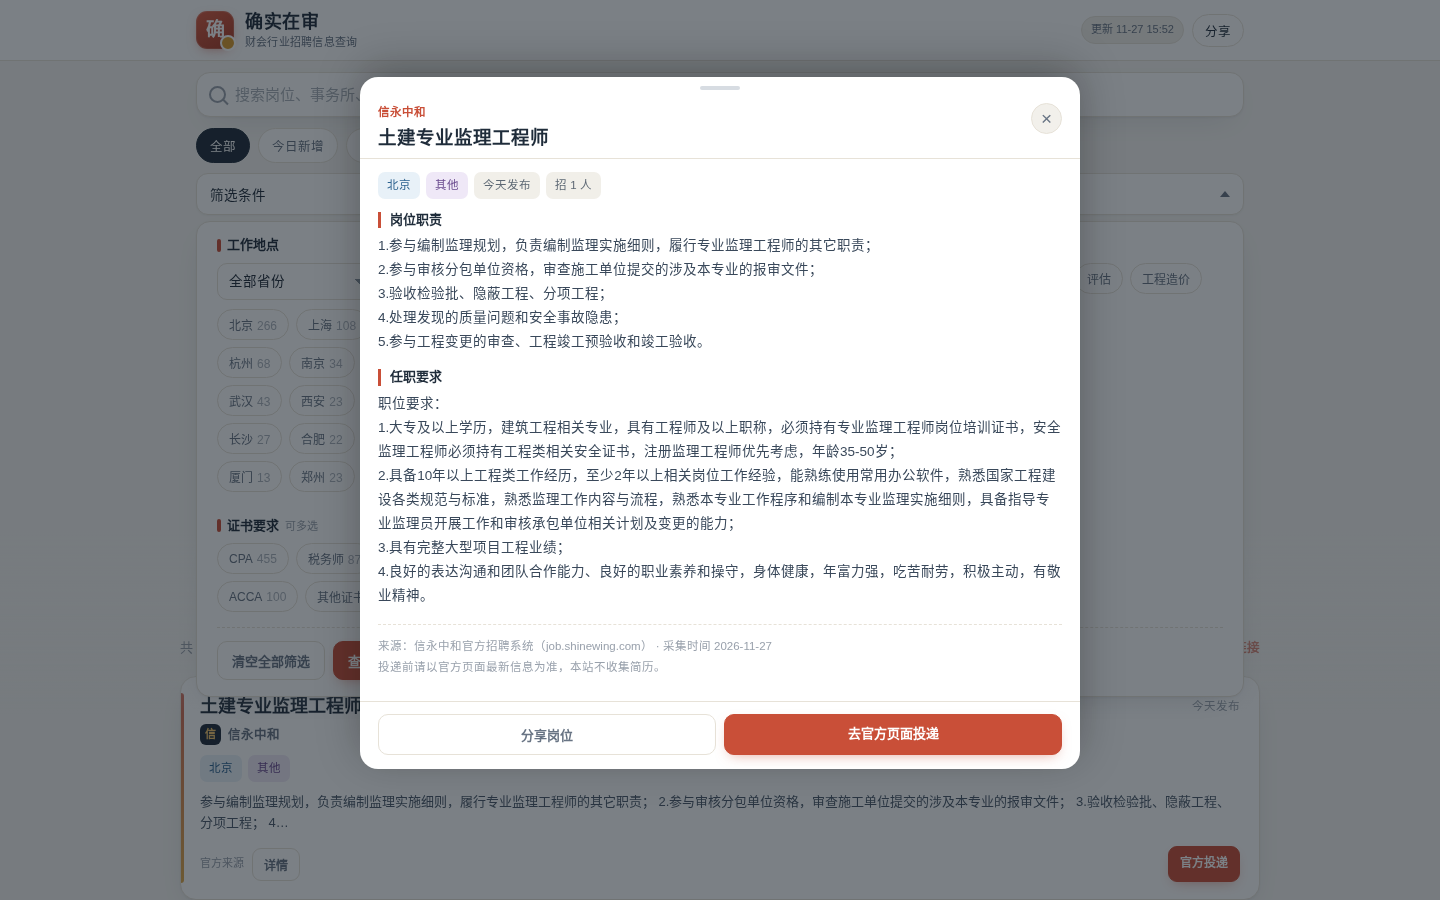 确
确实在审
财会行业招聘信息查询
更新 11-27 15:52
分享
搜索岗位、事务所、
全部
今日新增
筛选条件
工作地点
全部省份
北京 266
上海 108
杭州 68
南京 34
武汉 43
西安 23
长沙 27
合肥 22
厦门 13
郑州 23
证书要求 可多选
CPA 455
税务师 87
ACCA 100
其他证
清空全部筛选
查
评估
工程造价
信永中和
土建专业监理工程师
北京
其他
今天发布
招 1 人
岗位职责
1.参与编制监理规划，负责编制监理实施细则，履行专业监理工程师的其它职责；
2.参与审核分包单位资格，审查施工单位提交的涉及本专业的报审文件；
3.验收检验批、隐蔽工程、分项工程；
4.处理发现的质量问题和安全事故隐患；
5.参与工程变更的审查、工程竣工预验收和竣工验收。
任职要求
职位要求：
1.大专及以上学历，建筑工程相关专业，具有工程师及以上职称，必须持有专业监理工程师岗位培训证书，安全
监理工程师必须持有工程类相关安全证书，注册监理工程师优先考虑，年龄35-50岁；
2.具备10年以上工程类工作经历，至少2年以上相关岗位工作经验，能熟练使用常用办公软件，熟悉国家工程建
设各类规范与标准，熟悉监理工作内容与流程，熟悉本专业工作程序和编制本专业监理实施细则，具备指导专
业监理员开展工作和审核承包单位相关计划及变更的能力；
3.具有完整大型项目工程业绩；
4.良好的表达沟通和团队合作能力、良好的职业素养和操守，身体健康，年富力强，吃苦耐劳，积极主动，有敬
业精神。
来源：信永中和官方招聘系统（job.shinewing.com） · 采集时间 2026-11-27
投递前请以官方页面最新信息为准，本站不收集简历。
分享岗位
去官方页面投递
共
接
土建专业监理工程师
今天发布
信
信永中和
北京
其他
参与编制监理规划，负责编制监理实施细则，履行专业监理工程师的其它职责； 2.参与审核分包单位资格，审查施工单位提交的涉及本专业的报审文件； 3.验收检验批、隐蔽工程、
分项工程； 4…
官方来源
详情
官方投递